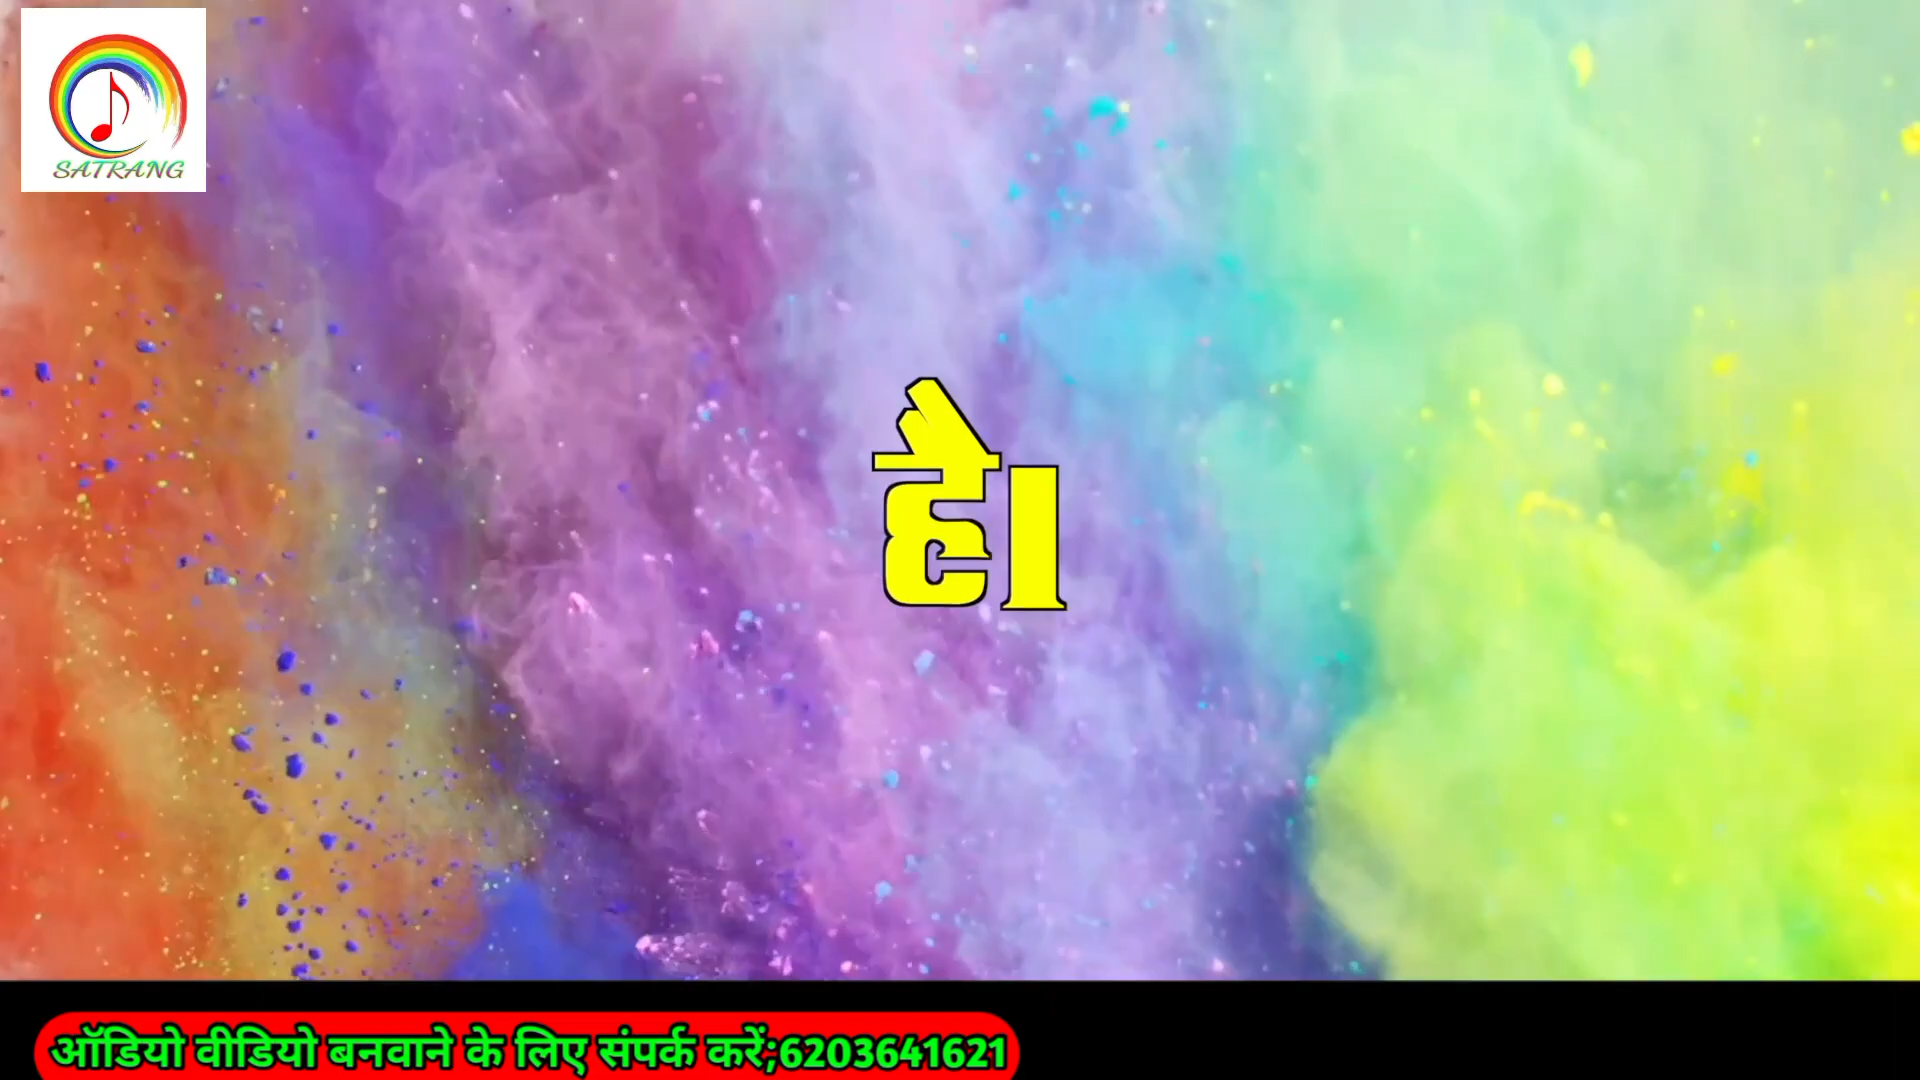 SATRANG
है।
ऑडियो वीडियो बनवाने के लिए संपर्क करें;6203641621